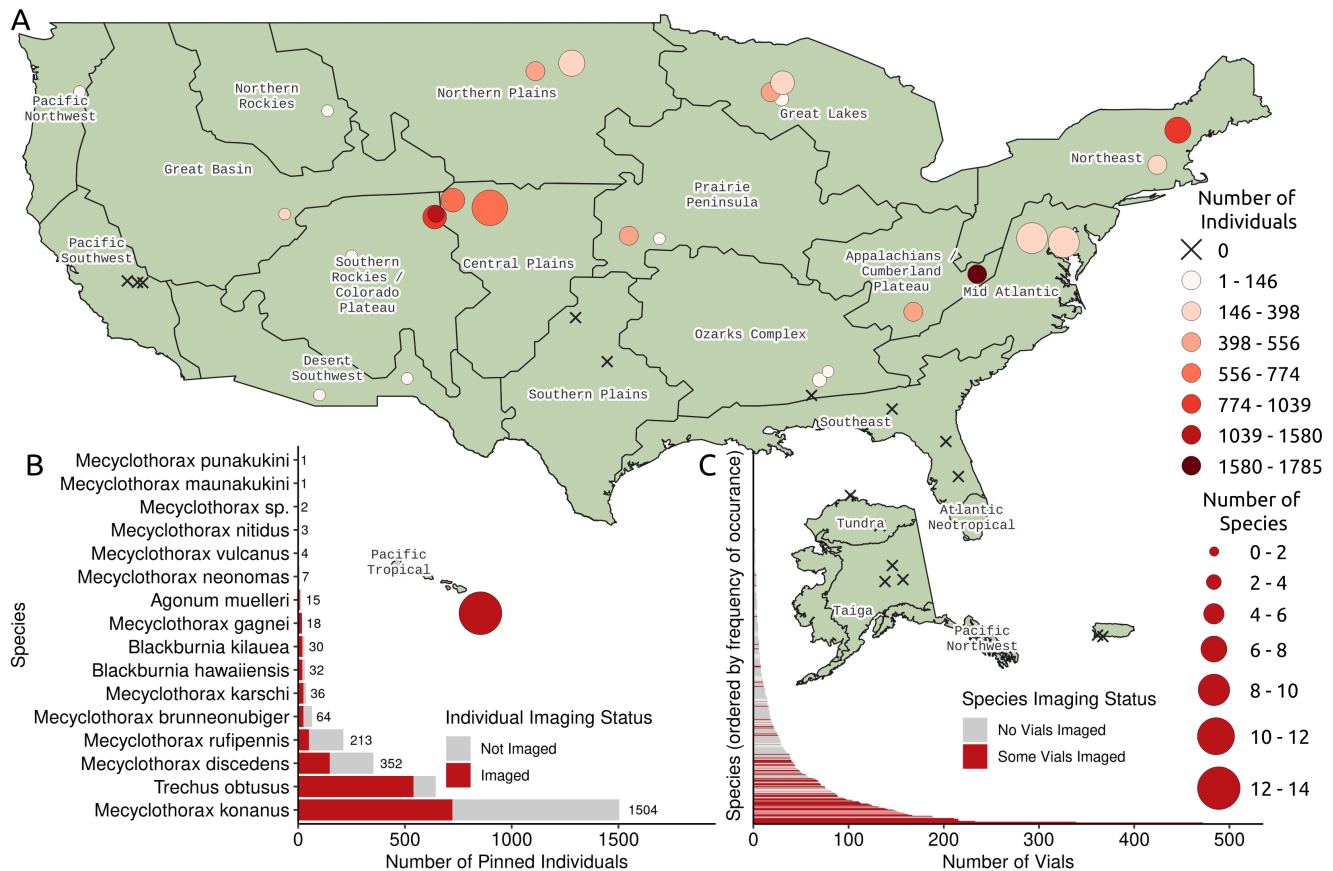 A
Pacific
Northwest
Northern
Rockies
Northern Plains
Great Lakes
Great Basin
Northeast
Prairie
Peninsula
Pacific
Southwest
Southern
Rockies /
Colorado
Plateau
Central Plains
Appalachians /
Cumberland
Plateau
Mid Atlantic
Ozarks Complex
Desert
Southwest
Southern Plains
Southeast
Atlantic
Neotropical
Tundra
Taiga
Pacific
Northwest
Pacific
Tropical
Number of
Individuals
0
1 - 146
146 - 398
398 - 556
556 - 774
774 - 1039
1039 - 1580
1580 - 1785
Number of
Species
0 - 2
2 - 4
4 - 6
6 - 8
8 - 10
10 - 12
12 - 14
B
Species
Mecyclothorax punakukini 1
Mecyclothorax maunakukini 1
Mecyclothorax sp. 2
Mecyclothorax nitidus 3
Mecyclothorax vulcanus 4
Mecyclothorax neonomas 7
Agonum muelleri 15
Mecyclothorax gagnei 18
Blackburnia kilauea 30
Blackburnia hawaiiensis 32
Mecyclothorax karschi 36
Mecyclothorax brunneonubiger 64
Mecyclothorax rufipennis 213
Mecyclothorax discedens 352
Trechus obtusus
Mecyclothorax konanus 1504
0 500 1000 1500
Number of Pinned Individuals
Individual Imaging Status
Not Imaged
Imaged
C
Species (ordered by frequency of occurance)
Species Imaging Status
No Vials Imaged
Some Vials Imaged
0 100 200 300 400 500
Number of Vials